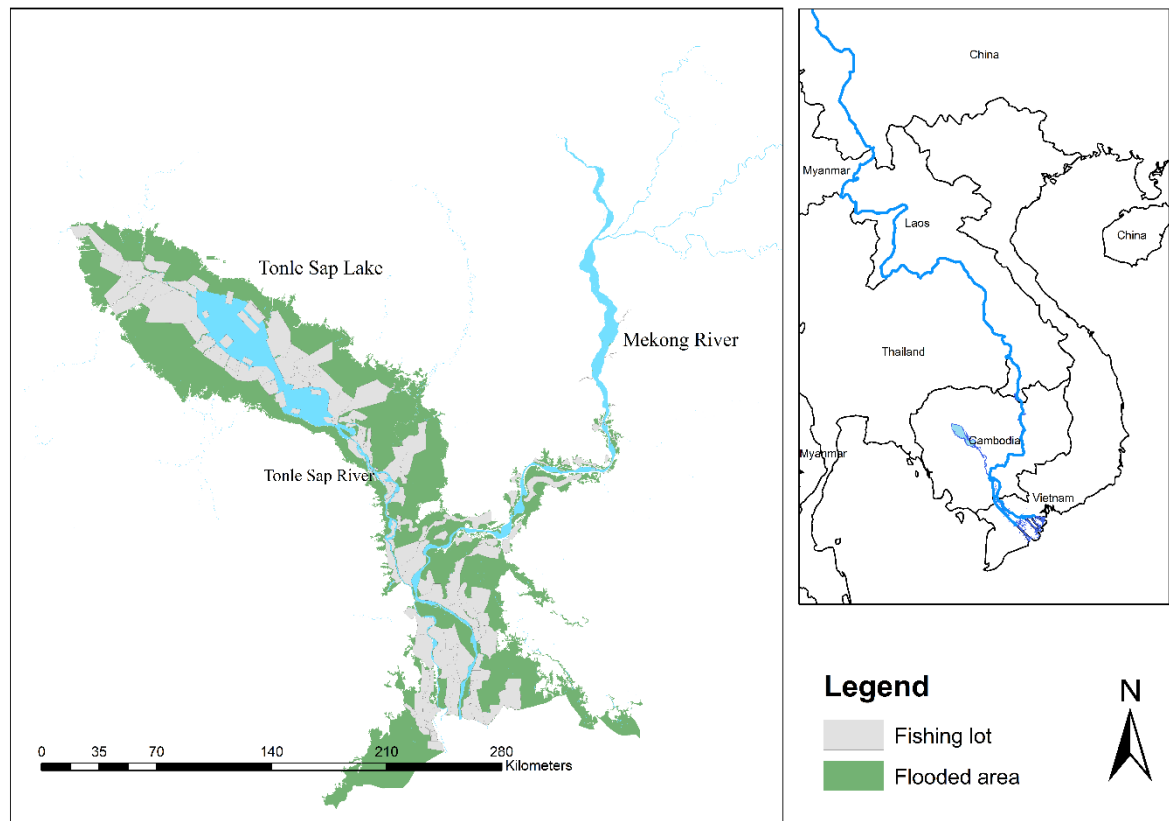 Tonle Sap Lake
Mekong River
Tonle Sap River
0 35 70 140 210 280
Kilometers
China
Myanmar
Laos
China
Thailand
Cambodia
Myanmar
Vietnam
Legend
Fishing lot
Flooded area
N